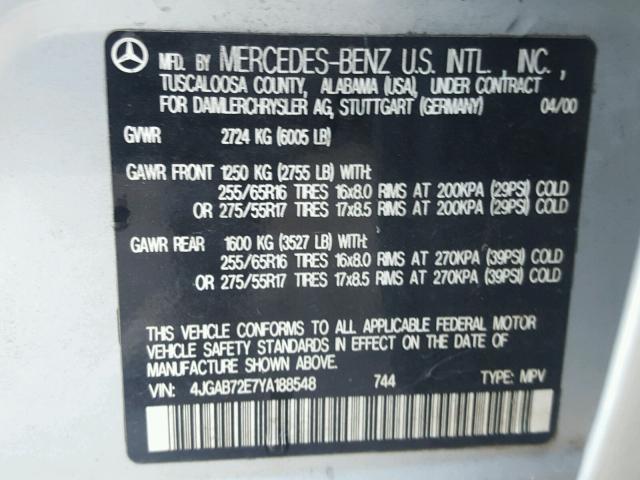 MFD. BY MERCEDES-BENZ U.S. INTL., INC.,
TUSCALOOSA COUNTY, ALABAMA (USA), UNDER CONTRACT
FOR DAIMLERCHRYSLER AG, STUTTGART (GERMANY) 04/00
GVWR 2724 KG (6005 LB)
GAWR FRONT 1250 KG (2755 LB) WITH:
255/65R16 TIRES 16x8.0 RIMS AT 200KPA (29PSI) COLD
OR 275/55R17 TIRES 17x8.5 RIMS AT 200KPA (29PSI) COLD
GAWR REAR 1600 KG (3527 LB) WITH:
255/65R16 TIRES 16x8.0 RIMS AT 270KPA (39PSI) COLD
OR 275/55R17 TIRES 17x8.5 RIMS AT 270KPA (39PSI) COLD
THIS VEHICLE CONFORMS TO ALL APPLICABLE FEDERAL MOTOR
VEHICLE SAFETY STANDARDS IN EFFECT ON THE DATE OF
MANUFACTURE SHOWN ABOVE.
VIN: 4JGAB72E7YA188548 744 TYPE: MPV